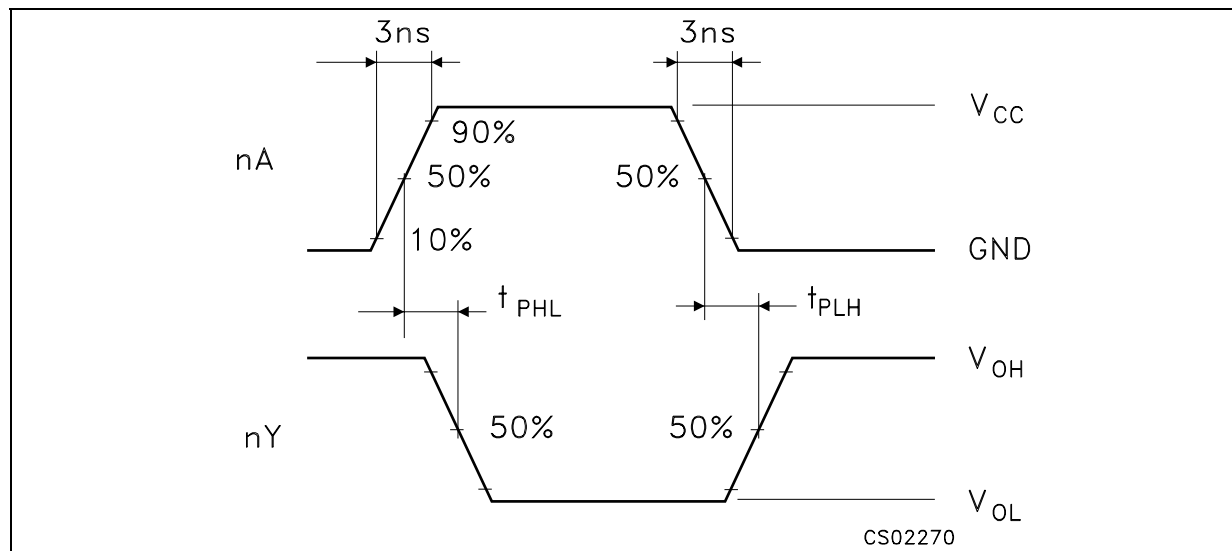 3ns 3ns
V_CC
90%
nA
50% 50%
10%
GND
t_PHL t_PLH
V_OH
50% 50%
nY
V_OL
CS02270